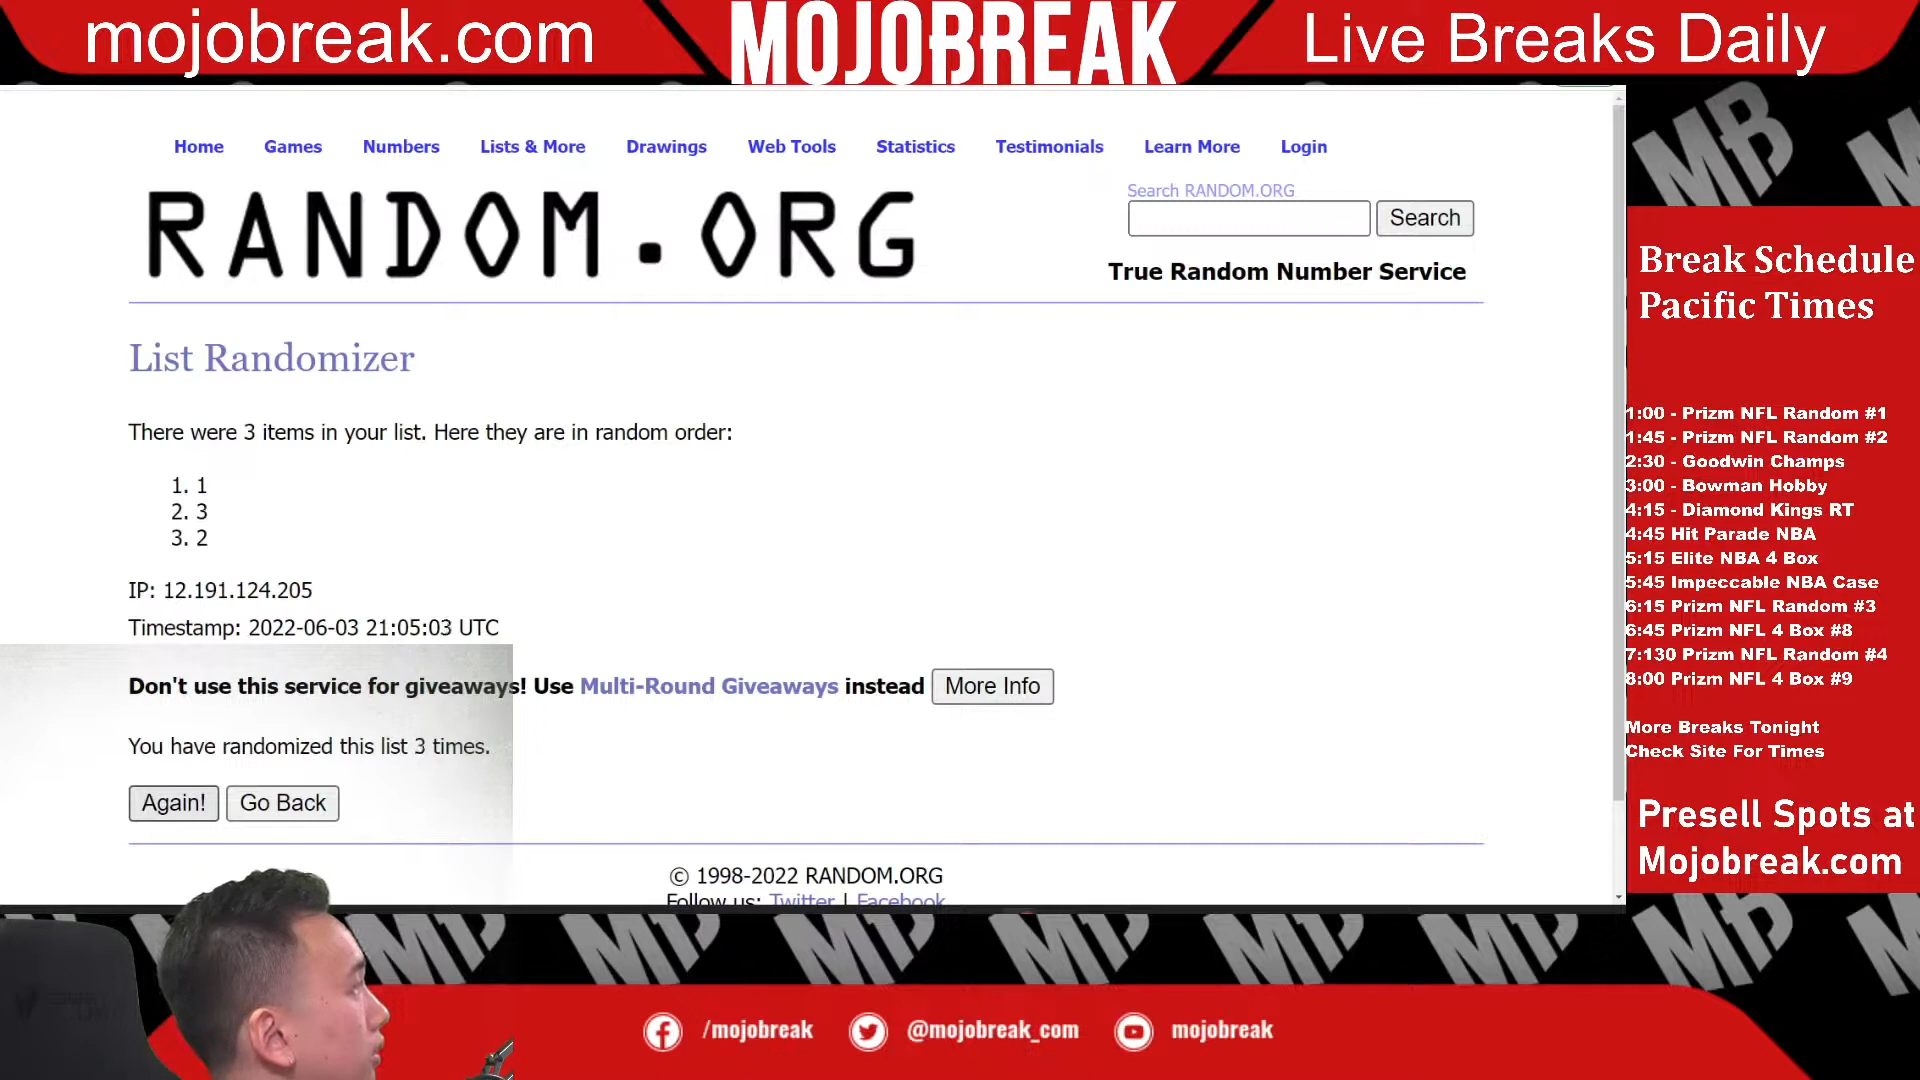 mojobreak.com
MOJOBREAK
Live Breaks Daily
Home Games Numbers Lists & More Drawings Web Tools Statistics Testimonials Learn More Login
RANDOM.ORG
Search RANDOM.ORG
Search
True Random Number Service
List Randomizer
There were 3 items in your list. Here they are in random order:
1. 1
2. 3
3. 2
IP: 12.191.124.205
Timestamp: 2022-06-03 21:05:03 UTC
Don't use this service for giveaways! Use Multi-Round Giveaways instead More Info
You have randomized this list 3 times.
Again! Go Back
© 1998-2022 RANDOM.ORG
Follow us: Twitter | Facebook
MB
Break Schedule
Pacific Times
1:00 - Prizm NFL Random #1
1:45 - Prizm NFL Random #2
2:30 - Goodwin Champs
3:00 - Bowman Hobby
4:15 - Diamond Kings RT
4:45 Hit Parade NBA
5:15 Elite NBA 4 Box
5:45 Impeccable NBA Case
6:15 Prizm NFL Random #3
6:45 Prizm NFL 4 Box #8
7:130 Prizm NFL Random #4
8:00 Prizm NFL 4 Box #9
More Breaks Tonight
Check Site For Times
Presell Spots at
Mojobreak.com
/mojobreak @mojobreak_com mojobreak